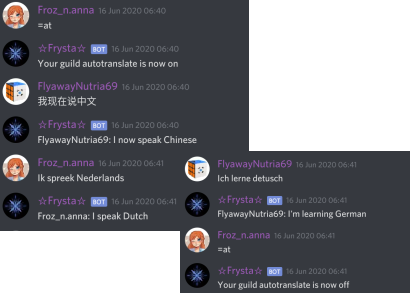 Froz_n.anna 16 Jun 2020 06:40
=at
☆Frysta☆ BOT 16 Jun 2020 06:40
Your guild autotranslate is now on
FlyawayNutria69 16 Jun 2020 06:40
我现在说中文
☆Frysta☆ BOT 16 Jun 2020 06:40
FlyawayNutria69: I now speak Chinese
Froz_n.anna 16 Jun 2020 06:41
Ik spreek Nederlands
☆Frysta☆ BOT 16 Jun 2020 06:41
Froz_n.anna: I speak Dutch
FlyawayNutria69 16 Jun 2020 06:41
Ich lerne detusch
☆Frysta☆ BOT 16 Jun 2020 06:41
FlyawayNutria69: I'm learning German
Froz_n.anna 16 Jun 2020 06:41
=at
☆Frysta☆ BOT 16 Jun 2020 06:41
Your guild autotranslate is now off